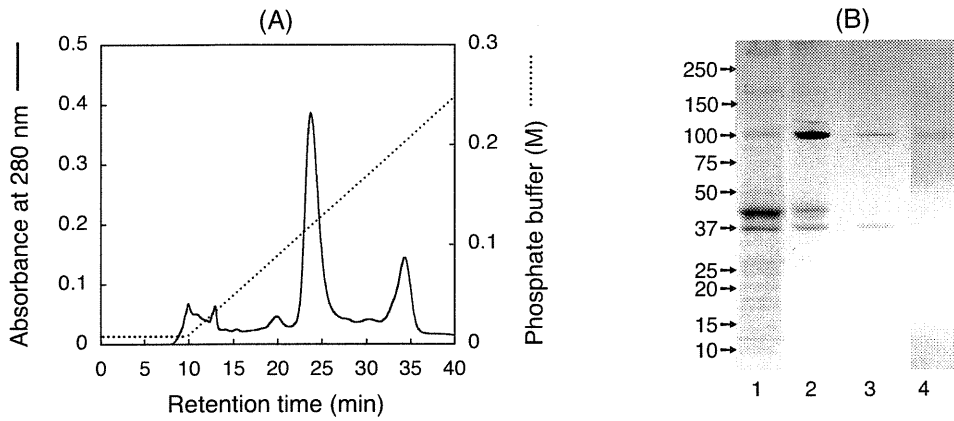 (A)
Absorbance at 280 nm
0.5
0.4
0.3
0.2
0.1
0
0 5 10 15 20 25 30 35 40
Retention time (min)
0.3
0.2
0.1
0
Phosphate buffer (M)
(B)
250
150
100
75
50
37
25
20
15
10
1 2 3 4